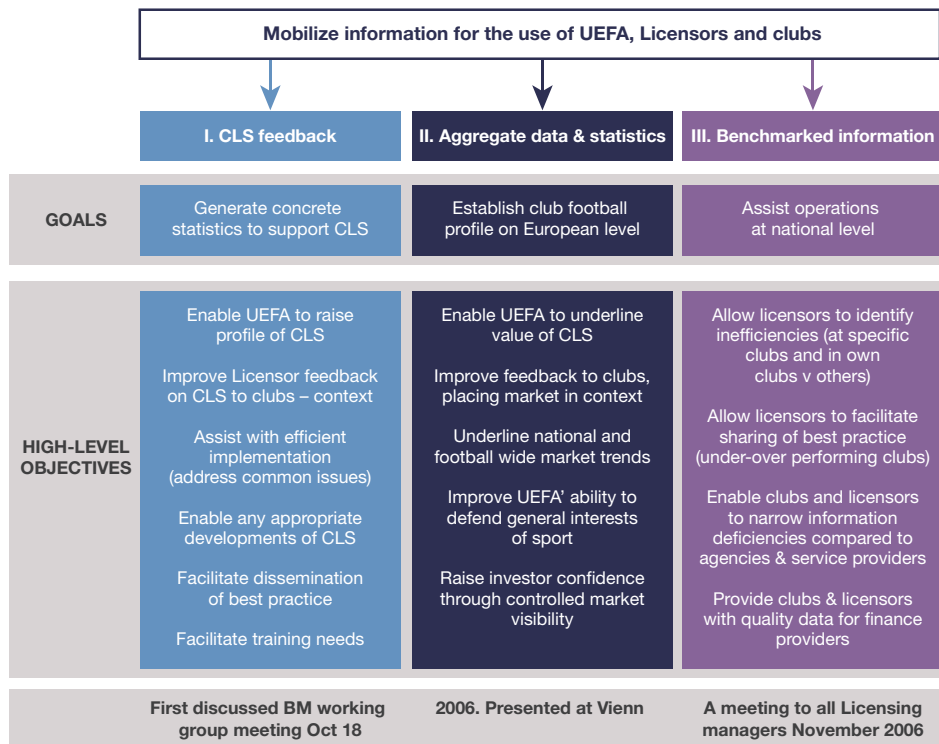 Mobilize information for the use of UEFA, Licensors and clubs
I. CLS feedback
II. Aggregate data & statistics
III. Benchmarked information
GOALS
Generate concrete
statistics to support CLS
Establish club football
profile on European level
Assist operations
at national level
HIGH-LEVEL
OBJECTIVES
Enable UEFA to raise
profile of CLS
Improve Licensor feedback
on CLS to clubs – context
Assist with efficient
implementation
(address common issues)
Enable any appropriate
developments of CLS
Facilitate dissemination
of best practice
Facilitate training needs
Enable UEFA to underline
value of CLS
Improve feedback to clubs,
placing market in context
Underline national and
football wide market trends
Improve UEFA' ability to
defend general interests
of sport
Raise investor confidence
through controlled market
visibility
Allow licensors to identify
inefficiencies (at specific
clubs and in own
clubs v others)
Allow licensors to facilitate
sharing of best practice
(under-over performing clubs)
Enable clubs and licensors
to narrow information
deficiencies compared to
agencies & service providers
Provide clubs & licensors
with quality data for finance
providers
First discussed BM working
group meeting Oct 18
2006. Presented at Vienn
A meeting to all Licensing
managers November 2006